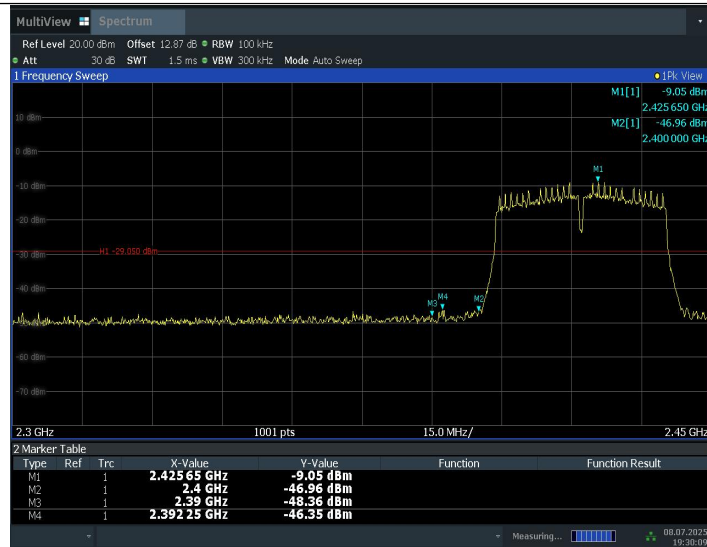 MultiView Spectrum
Ref Level 20.00 dBm Offset 12.87 dB RBW 100 kHz
Att 30 dB SWT 1.5 ms VBW 300 kHz Mode Auto Sweep
1 Frequency Sweep 1Pk View
M1[1] -9.05 dBm
2.425 650 GHz
M2[1] -46.96 dBm
2.400 000 GHz
10 dBm
0 dBm
M1
-10 dBm
-20 dBm
H1 -29.050 dBm
-30 dBm
-40 dBm
M3 M4 M2
-60 dBm
-70 dBm
2.3 GHz 1001 pts 15.0 MHz/ 2.45 GHz
2 Marker Table
Type Ref Trc X-Value Y-Value Function Function Result
M1 1 2.425 65 GHz -9.05 dBm
M2 1 2.4 GHz -46.96 dBm
M3 1 2.39 GHz -48.36 dBm
M4 1 2.392 25 GHz -46.35 dBm
Measuring... 08.07.2025
19:30:09